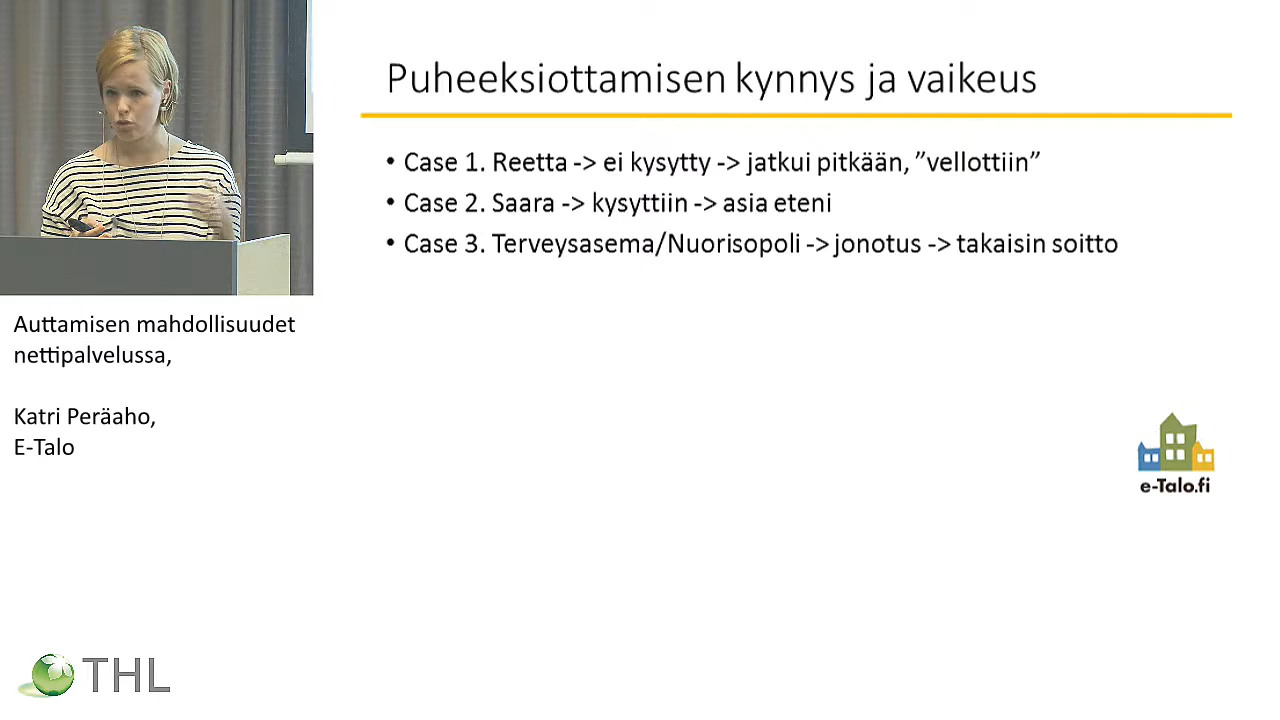 Puheeksiottamisen kynnys ja vaikeus
• Case 1. Reetta -> ei kysytty -> jatkui pitkään, ”vellottiin”
• Case 2. Saara -> kysyttiin -> asia eteni
• Case 3. Terveysasema/Nuorisopoli -> jonotus -> takaisin soitto
Auttamisen mahdollisuudet
nettipalvelussa,
Katri Peräaho,
E-Talo
e-Talo.fi
THL